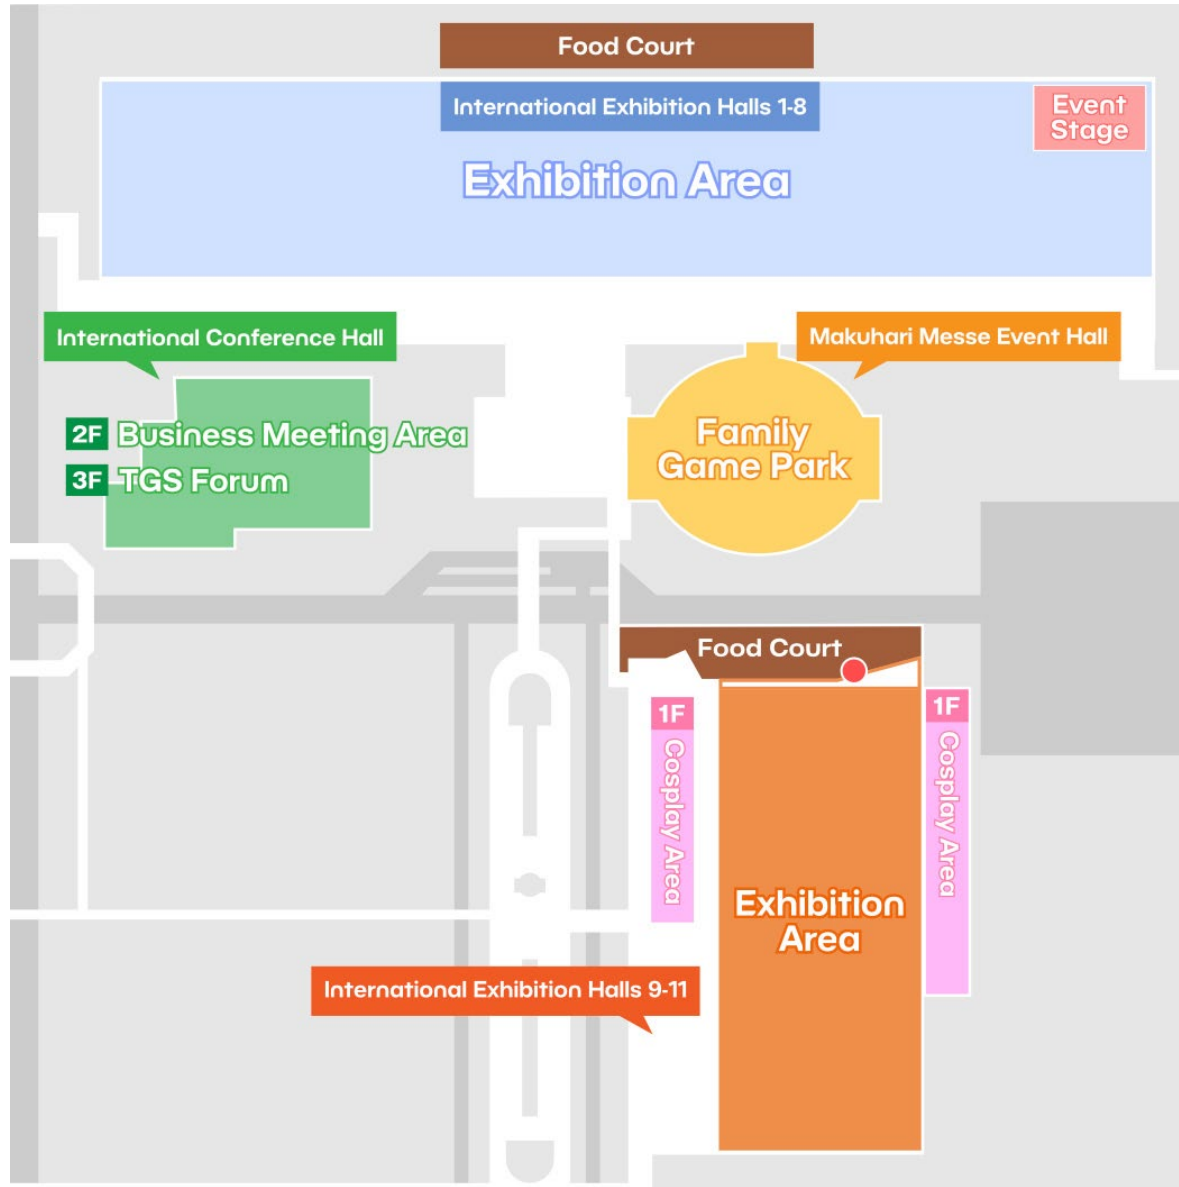 Food Court
International Exhibition Halls 1-8
Event
Stage
Exhibition Area
International Conference Hall
Makuhari Messe Event Hall
2F Business Meeting Area
3F TGS Forum
Family
Game Park
Food Court
1F
Cosplay Area
1F
Cosplay Area
Exhibition
Area
International Exhibition Halls 9-11